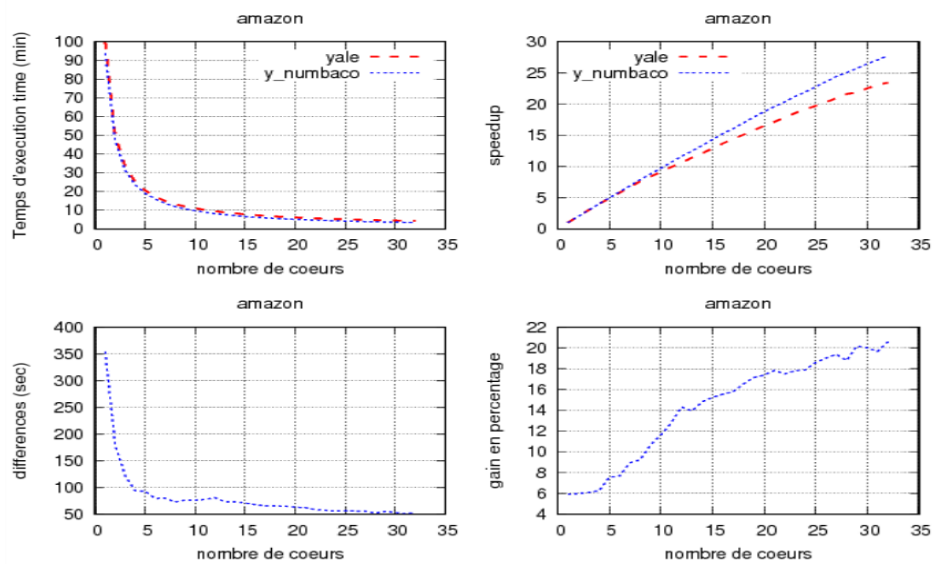 amazon
Temps d'execution time (min)
100
90
80
70
60
50
40
30
20
10
0
yale
y_numbaco
0 5 10 15 20 25 30 35
nombre de coeurs
amazon
speedup
30
25
20
15
10
5
0
yale
y_numbaco
0 5 10 15 20 25 30 35
nombre de coeurs
amazon
differences (sec)
400
350
300
250
200
150
100
50
0 5 10 15 20 25 30 35
nombre de coeurs
amazon
gain en percentage
22
20
18
16
14
12
10
8
6
4
0 5 10 15 20 25 30 35
nombre de coeurs